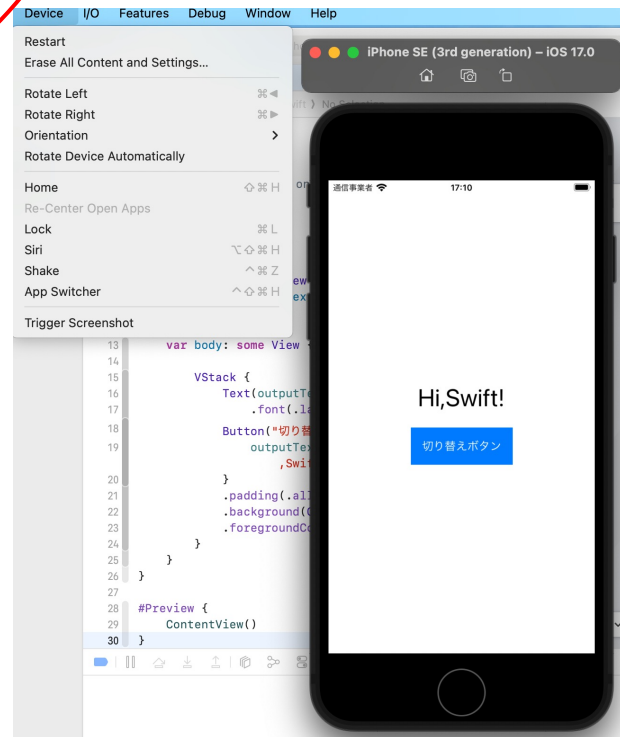 Device I/O Features Debug Window Help
Restart
Erase All Content and Settings...
Rotate Left ⌘◀
Rotate Right ⌘▶
Orientation >
Rotate Device Automatically
Home ⇧⌘H
Re-Center Open Apps
Lock ⌘L
Siri ⌥⇧⌘H
Shake ^⌘Z
App Switcher ^⇧⌘H
Trigger Screenshot
iPhone SE (3rd generation) – iOS 17.0
No Selection
通信事業者 17:10
Hi,Swift!
切り替えボタン
13 var body: some View {
14
15 VStack {
16 Text(outputTe
17 .font(.la
18 Button("切り替
19 outputTex
,Swi
20 }
21 .padding(.al
22 .background(
23 .foregroundCo
24 }
25 }
26 }
27
28 #Preview {
29 ContentView()
30 }